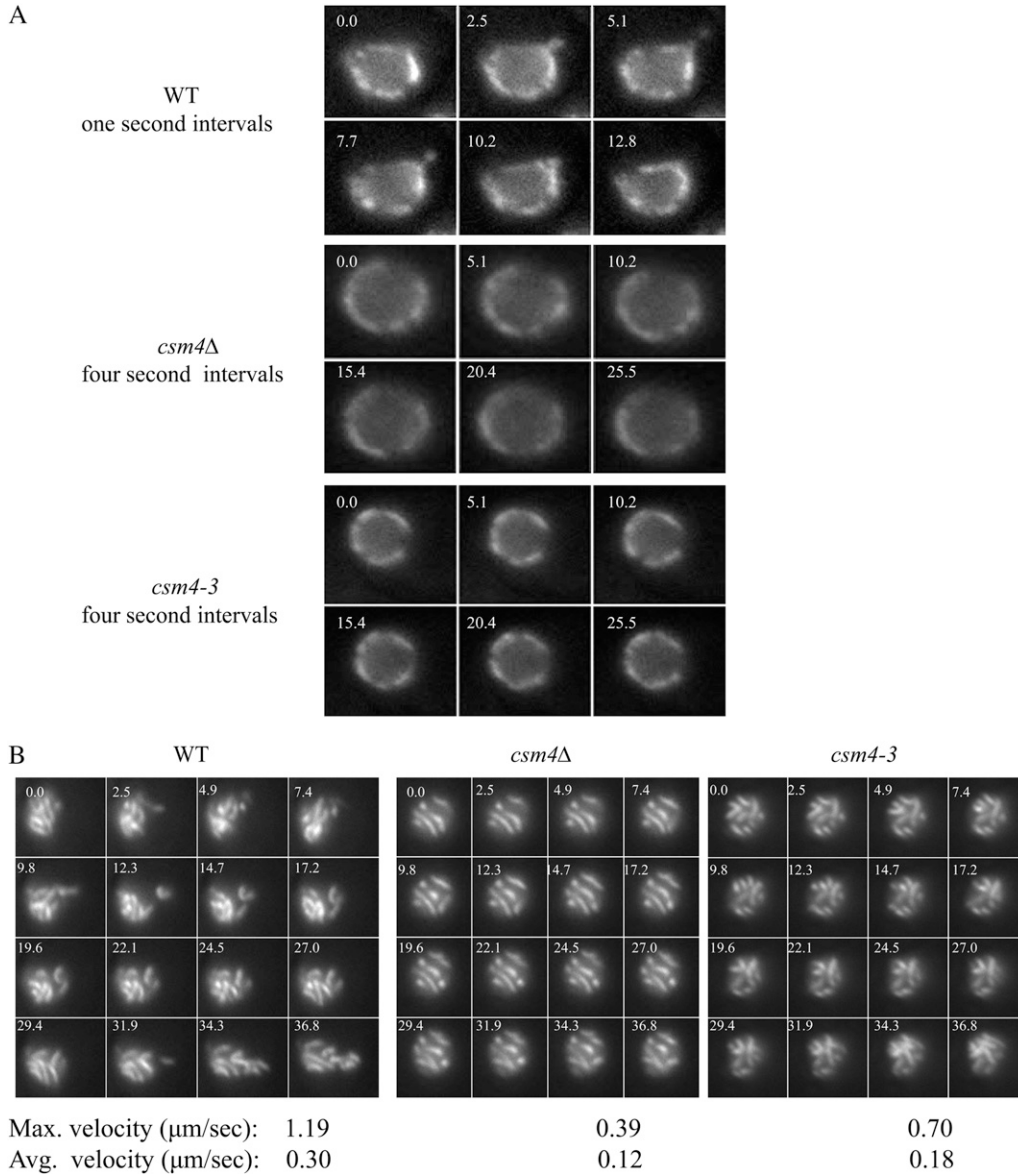 A
WT
one second intervals
0.0 2.5 5.1
7.7 10.2 12.8
csm4Δ
four second intervals
0.0 5.1 10.2
15.4 20.4 25.5
csm4-3
four second intervals
0.0 5.1 10.2
15.4 20.4 25.5
B WT csm4Δ csm4-3
0.0 2.5 4.9 7.4 0.0 2.5 4.9 7.4 0.0 2.5 4.9 7.4
9.8 12.3 14.7 17.2 9.8 12.3 14.7 17.2 9.8 12.3 14.7 17.2
19.6 22.1 24.5 27.0 19.6 22.1 24.5 27.0 19.6 22.1 24.5 27.0
29.4 31.9 34.3 36.8 29.4 31.9 34.3 36.8 29.4 31.9 34.3 36.8
Max. velocity (μm/sec): 1.19 0.39 0.70
Avg. velocity (μm/sec): 0.30 0.12 0.18